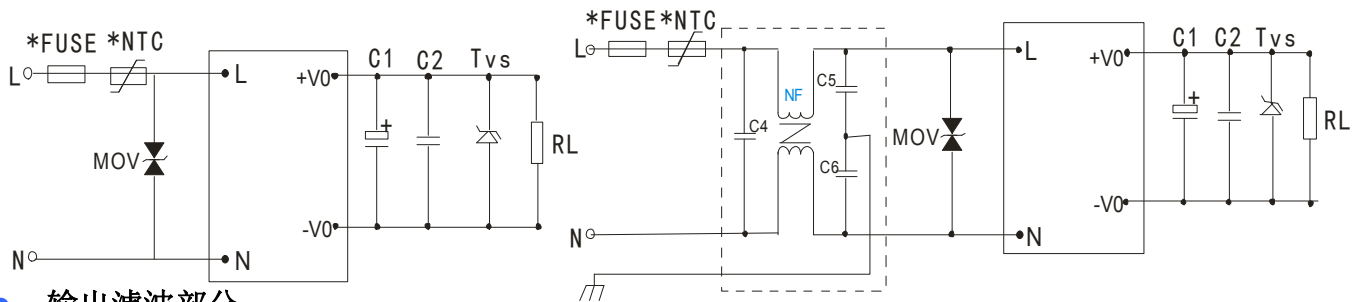 *FUSE *NTC
L
MOV
N
L
N
+V0
-V0
C1 C2 Tvs
+
RL
*FUSE *NTC
L
N
C4
NF
C5
C6
MOV
L
N
+V0
-V0
C1 C2 Tvs
+
RL
输出滤波部分